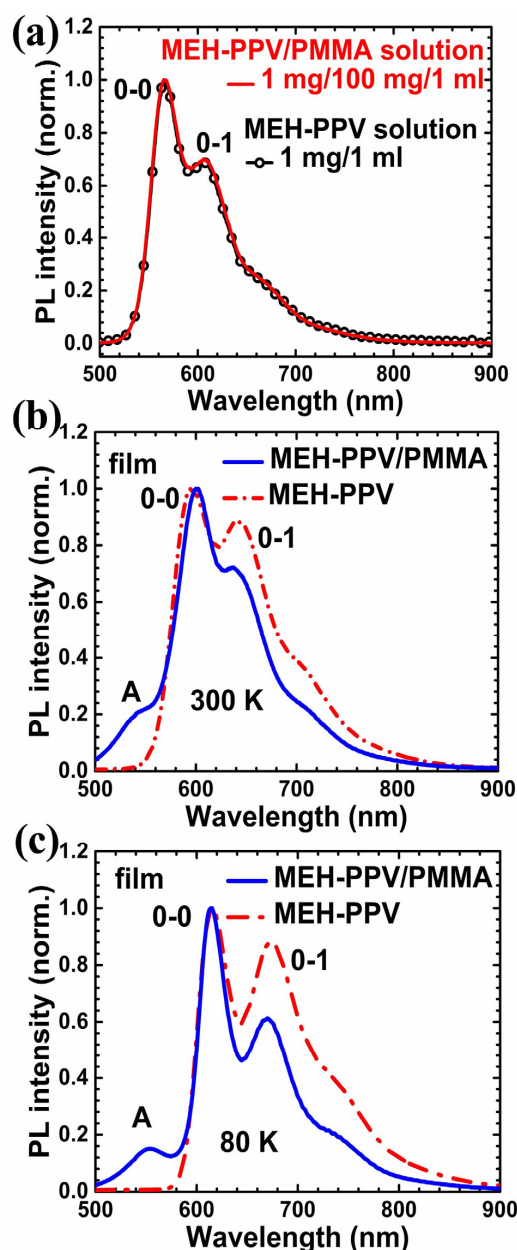 (a)
MEH-PPV/PMMA solution
1 mg/100 mg/1 ml
0-0
0-1
MEH-PPV solution
1 mg/1 ml
PL intensity (norm.)
1.2
1.0
0.8
0.6
0.4
0.2
0.0
500 600 700 800 900
Wavelength (nm)
(b)
film
MEH-PPV/PMMA
MEH-PPV
0-0
0-1
A
300 K
PL intensity (norm.)
1.2
1.0
0.8
0.6
0.4
0.2
0.0
500 600 700 800 900
Wavelength (nm)
(c)
film
MEH-PPV/PMMA
MEH-PPV
0-0
0-1
A
80 K
PL intensity (norm.)
1.2
1.0
0.8
0.6
0.4
0.2
0.0
500 600 700 800 900
Wavelength (nm)